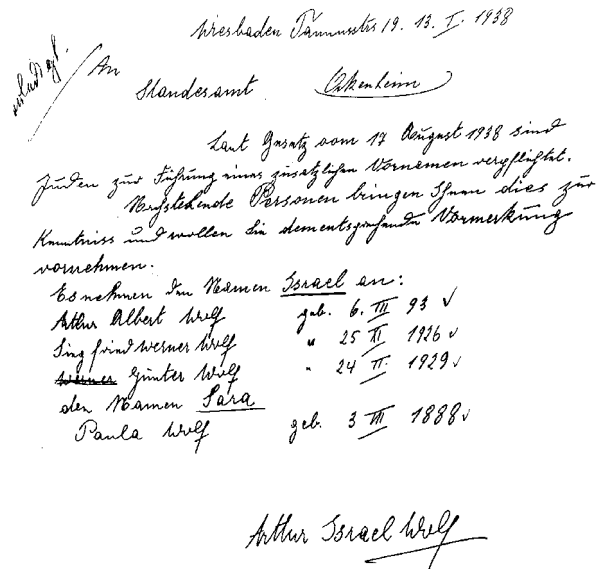 Wiesbaden Taunusstrs 19. 13. I. 1938
An
Standesamt Ockenheim
Laut Gesetz vom 17 August 1938 sind
Juden zur Führung eines zusätzlichen Vornamen verpflichtet.
Nachstehende Personen bringen Ihnen dies zur
Kenntniss und wollen Sie dementsprechende Vormerkung
vornehmen.
Es nehmen den Namen Israel an:
Arthur Albert Wolf geb. 6. III 93 ✓
Siegfried Werner Wolf " 25 XI 1926 ✓
Günter Wolf " 24 II. 1929 ✓
den Namen Sara
Paula Wolf geb. 3 III 1888 ✓
Arthur Israel Wolf